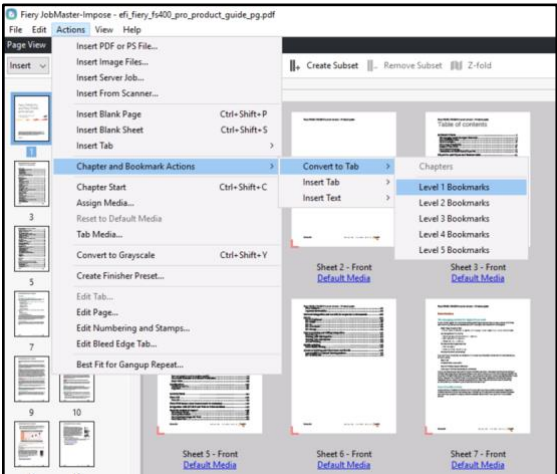 Fiery JobMaster-Impose - efi_fiery_fs400_pro_product_guide_pg.pdf
File Edit Actions View Help
Page View
Insert
Insert PDF or PS File...
Insert Image Files...
Insert Server Job...
Insert From Scanner...
Insert Blank Page Ctrl+Shift+P
Insert Blank Sheet Ctrl+Shift+S
Insert Tab
Chapter and Bookmark Actions
Chapter Start Ctrl+Shift+C
Assign Media...
Reset to Default Media
Tab Media...
Convert to Grayscale Ctrl+Shift+Y
Create Finisher Preset...
Edit Tab...
Edit Page...
Edit Numbering and Stamps...
Edit Bleed Edge Tab...
Best Fit for Gangup Repeat...
Convert to Tab
Insert Tab
Insert Text
Chapters
Level 1 Bookmarks
Level 2 Bookmarks
Level 3 Bookmarks
Level 4 Bookmarks
Level 5 Bookmarks
Create Subset Remove Subset Z-fold
Table of contents
1
3
5
7
9 10
Sheet 2 - Front
Default Media
Sheet 3 - Front
Default Media
Sheet 5 - Front
Default Media
Sheet 6 - Front
Default Media
Sheet 7 - Front
Default Media